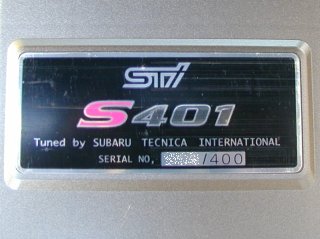 STI
S401
Tuned by SUBARU TECNICA INTERNATIONAL
SERIAL NO, /400